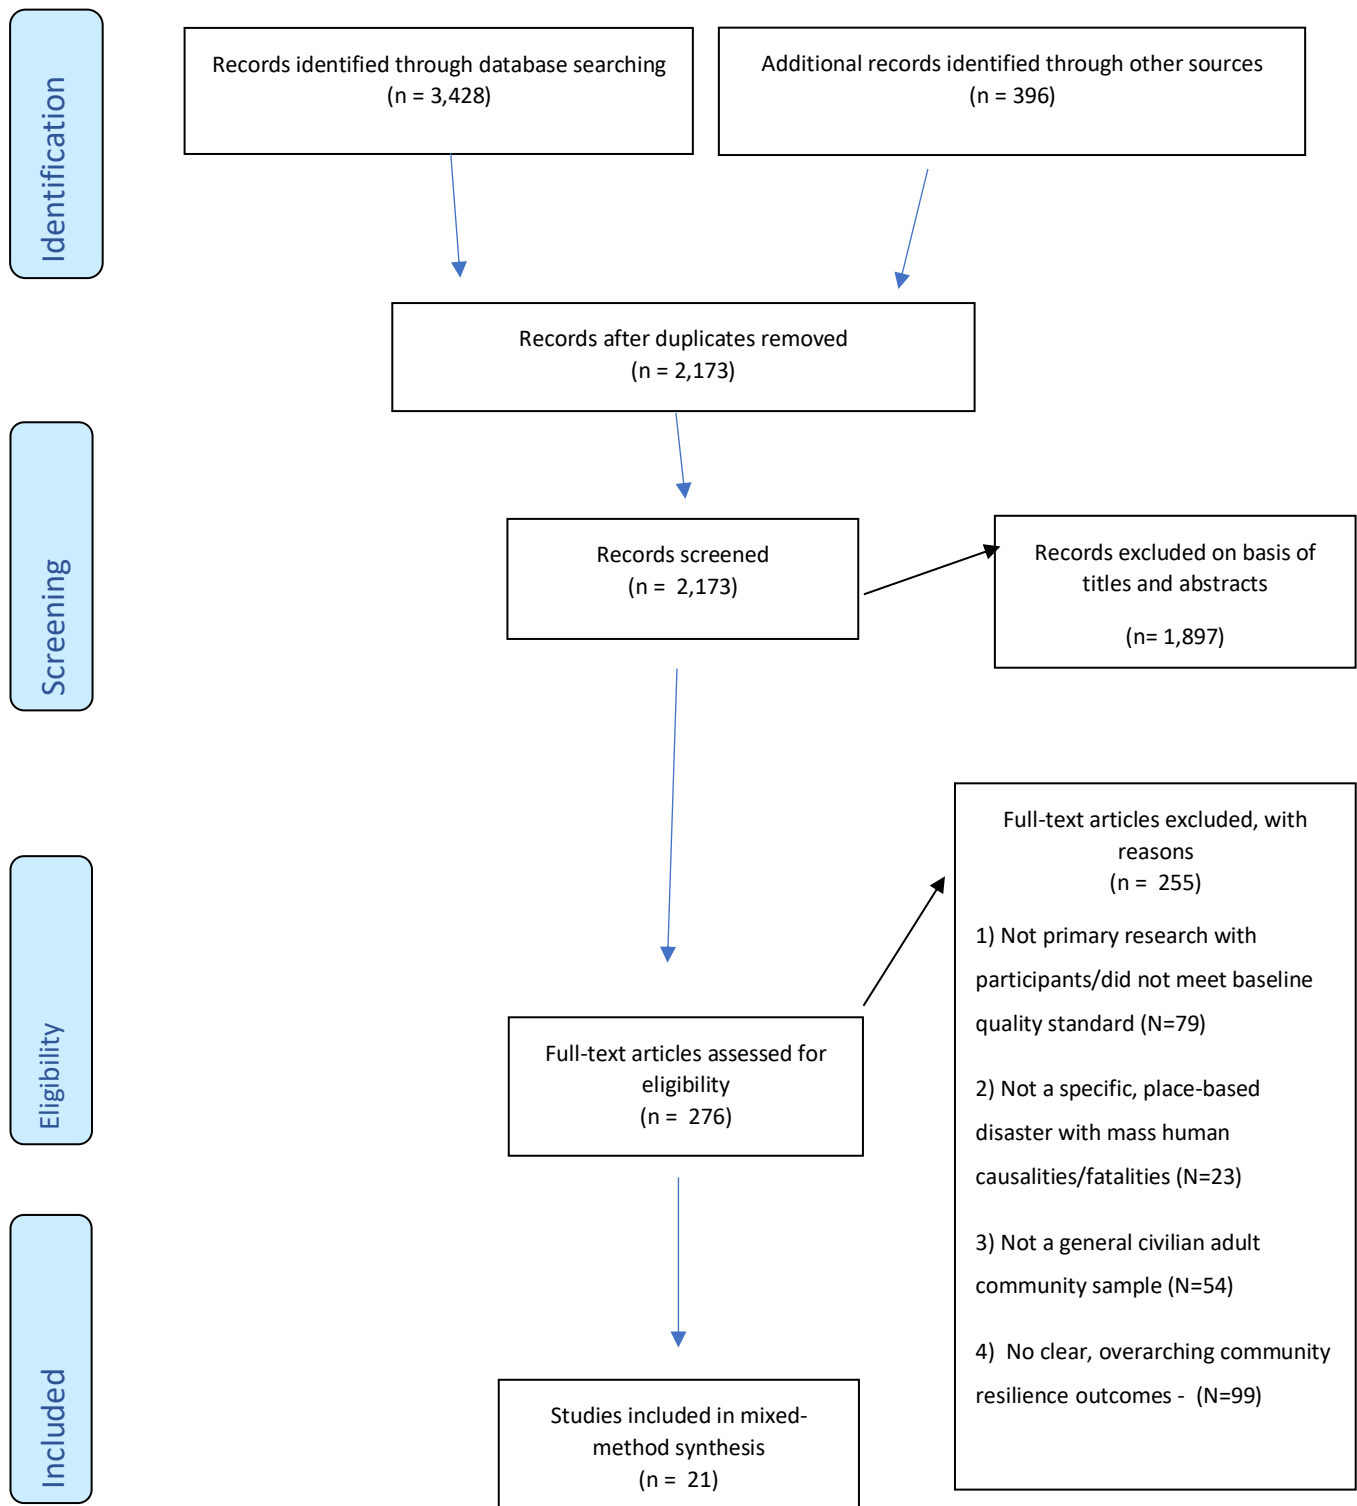 Identification
Records identified through database searching
(n = 3,428)
Additional records identified through other sources
(n = 396)
Records after duplicates removed
(n = 2,173)
Screening
Records screened
(n =  2,173)
Records excluded on basis of
titles and abstracts
(n= 1,897)
Eligibility
Full-text articles assessed for
eligibility
(n =  276)
Full-text articles excluded, with
reasons
(n =  255)
1) Not primary research with
participants/did not meet baseline
quality standard (N=79)
2) Not a specific, place-based
disaster with mass human
causalities/fatalities (N=23)
3) Not a general civilian adult
community sample (N=54)
4)  No clear, overarching community
resilience outcomes -  (N=99)
Included
Studies included in mixed-
method synthesis
(n =  21)